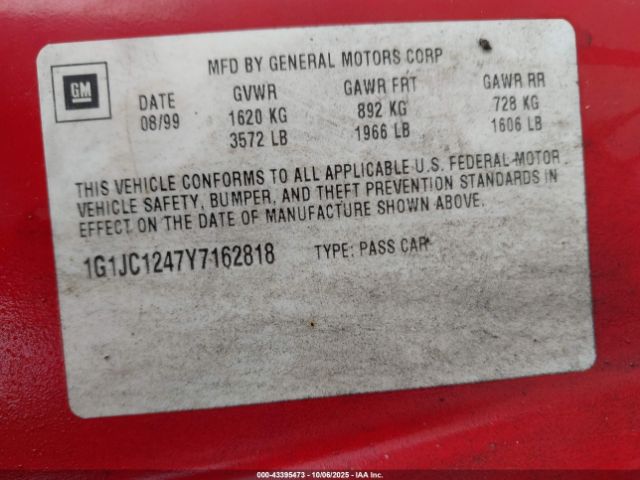 GM
MFD BY GENERAL MOTORS CORP
DATE GVWR GAWR FRT GAWR RR
08/99 1620 KG 892 KG 728 KG
3572 LB 1966 LB 1606 LB
THIS VEHICLE CONFORMS TO ALL APPLICABLE U.S. FEDERAL MOTOR
VEHICLE SAFETY, BUMPER, AND THEFT PREVENTION STANDARDS IN
EFFECT ON THE DATE OF MANUFACTURE SHOWN ABOVE.
1G1JC1247Y7162818 TYPE: PASS CAR
000-43395473 | 10/06/2025 | IAA Inc.